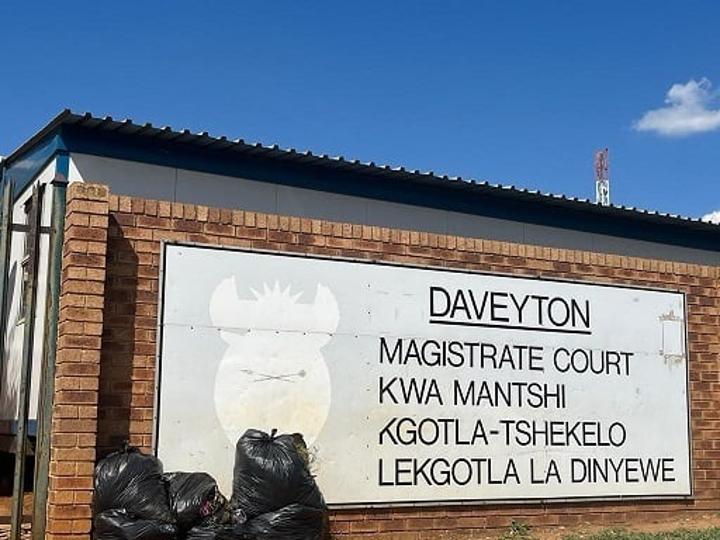 DAVEYTON
MAGISTRATE COURT
KWA MANTSHI
KGOTLA-TSHEKELO
LEKGOTLA LA DINYEWE